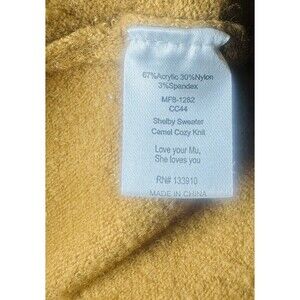 67%Acrylic 30%Nylon
3%Spandex
MF8-1282
CC44
Shelby Sweater
Camel Cozy Knit
Love your Mu,
She loves you
RN# 133910
MADE IN CHINA